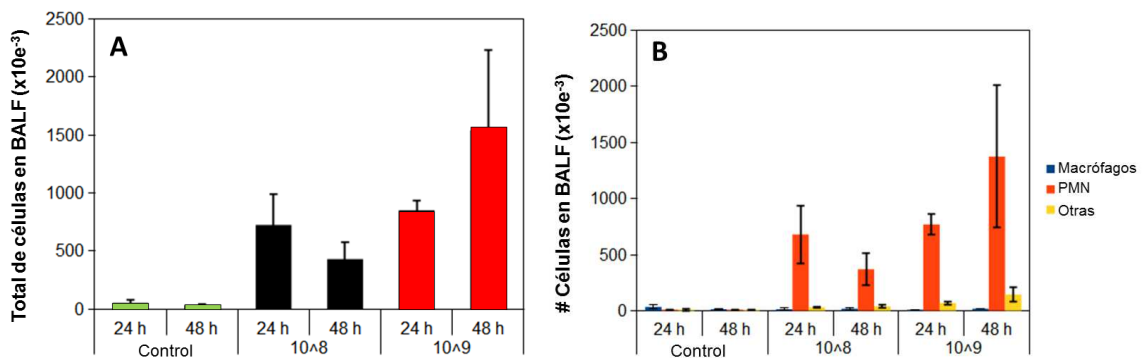 A
Total de células en BALF (x10e⁻³)
2500
2000
1500
1000
500
0
24 h 48 h 24 h 48 h 24 h 48 h
Control 10^8 10^9
B
# Células en BALF (x10e⁻³)
2500
2000
1500
1000
500
0
24 h 48 h 24 h 48 h 24 h 48 h
Control 10^8 10^9
Macrófagos
PMN
Otras